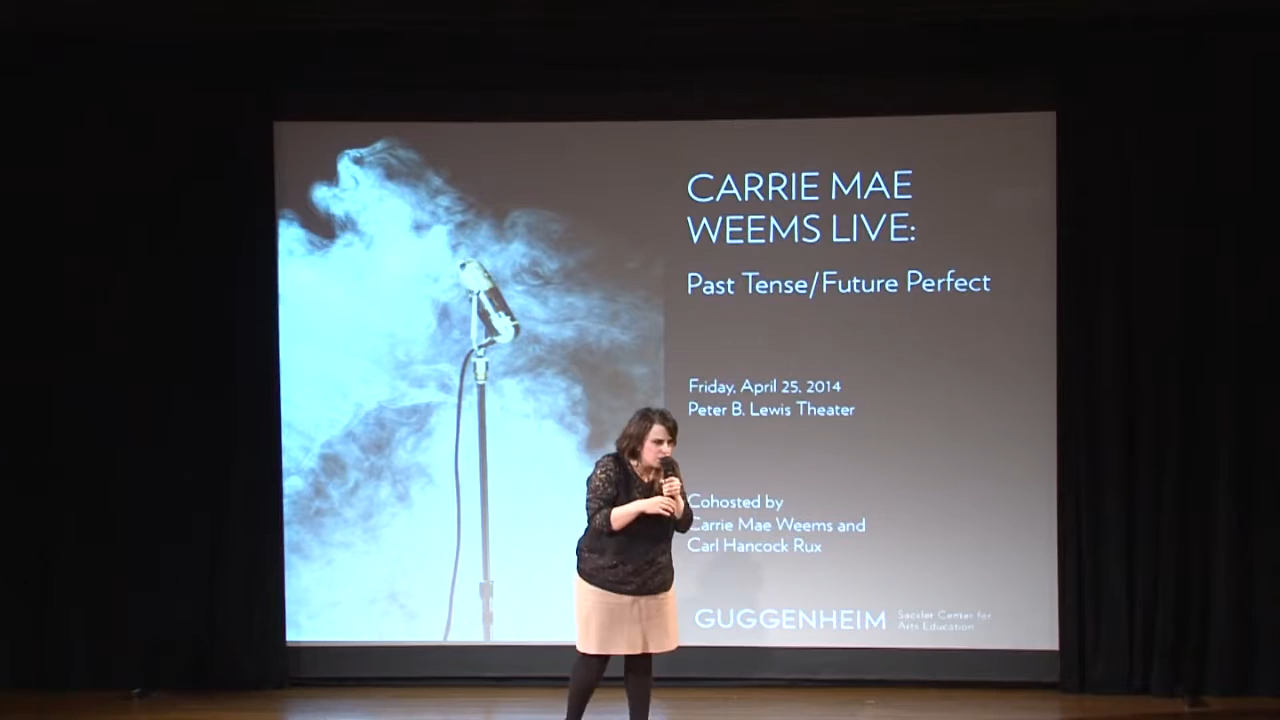 CARRIE MAE
WEEMS LIVE:
Past Tense/Future Perfect
Friday, April 25, 2014
Peter B. Lewis Theater
Cohosted by
Carrie Mae Weems and
Carl Hancock Rux
GUGGENHEIM
Sackler Center for
Arts Education